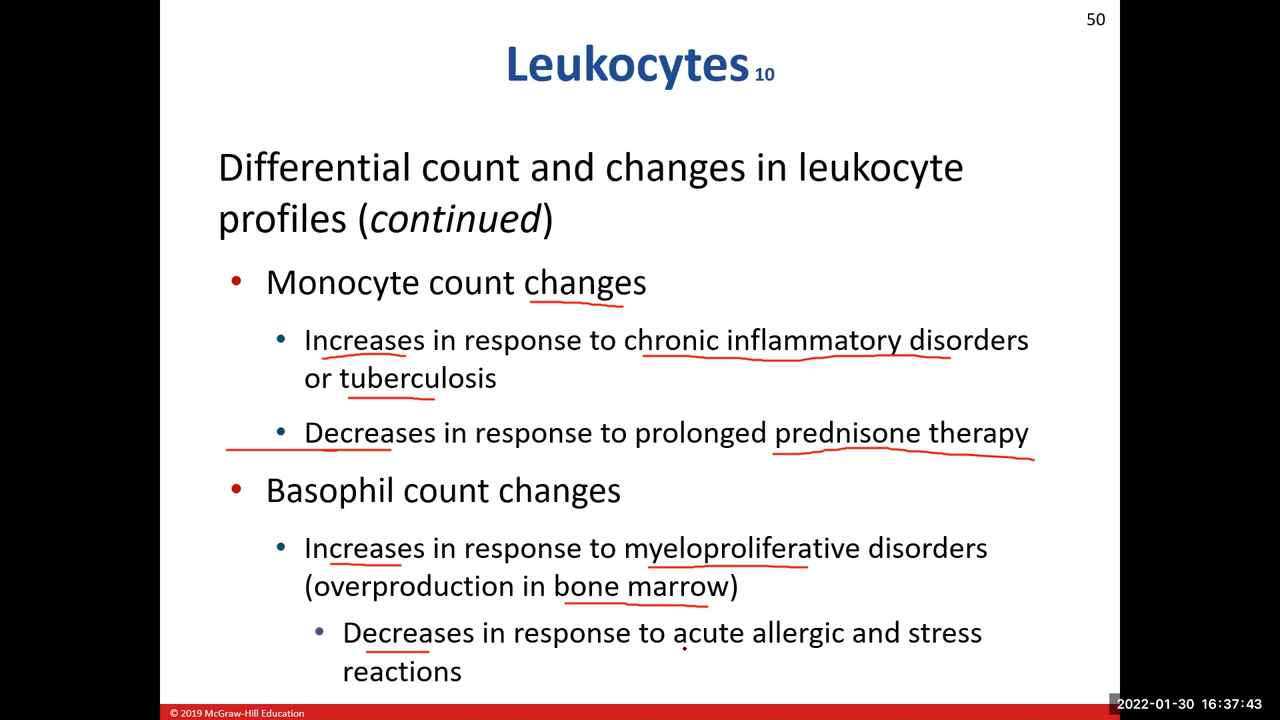 50
Leukocytes 10
Differential count and changes in leukocyte
profiles (continued)
• Monocyte count changes
• Increases in response to chronic inflammatory disorders
or tuberculosis
• Decreases in response to prolonged prednisone therapy
• Basophil count changes
• Increases in response to myeloproliferative disorders
(overproduction in bone marrow)
• Decreases in response to acute allergic and stress
reactions
© 2019 McGraw-Hill Education
2022-01-30 16:37:43